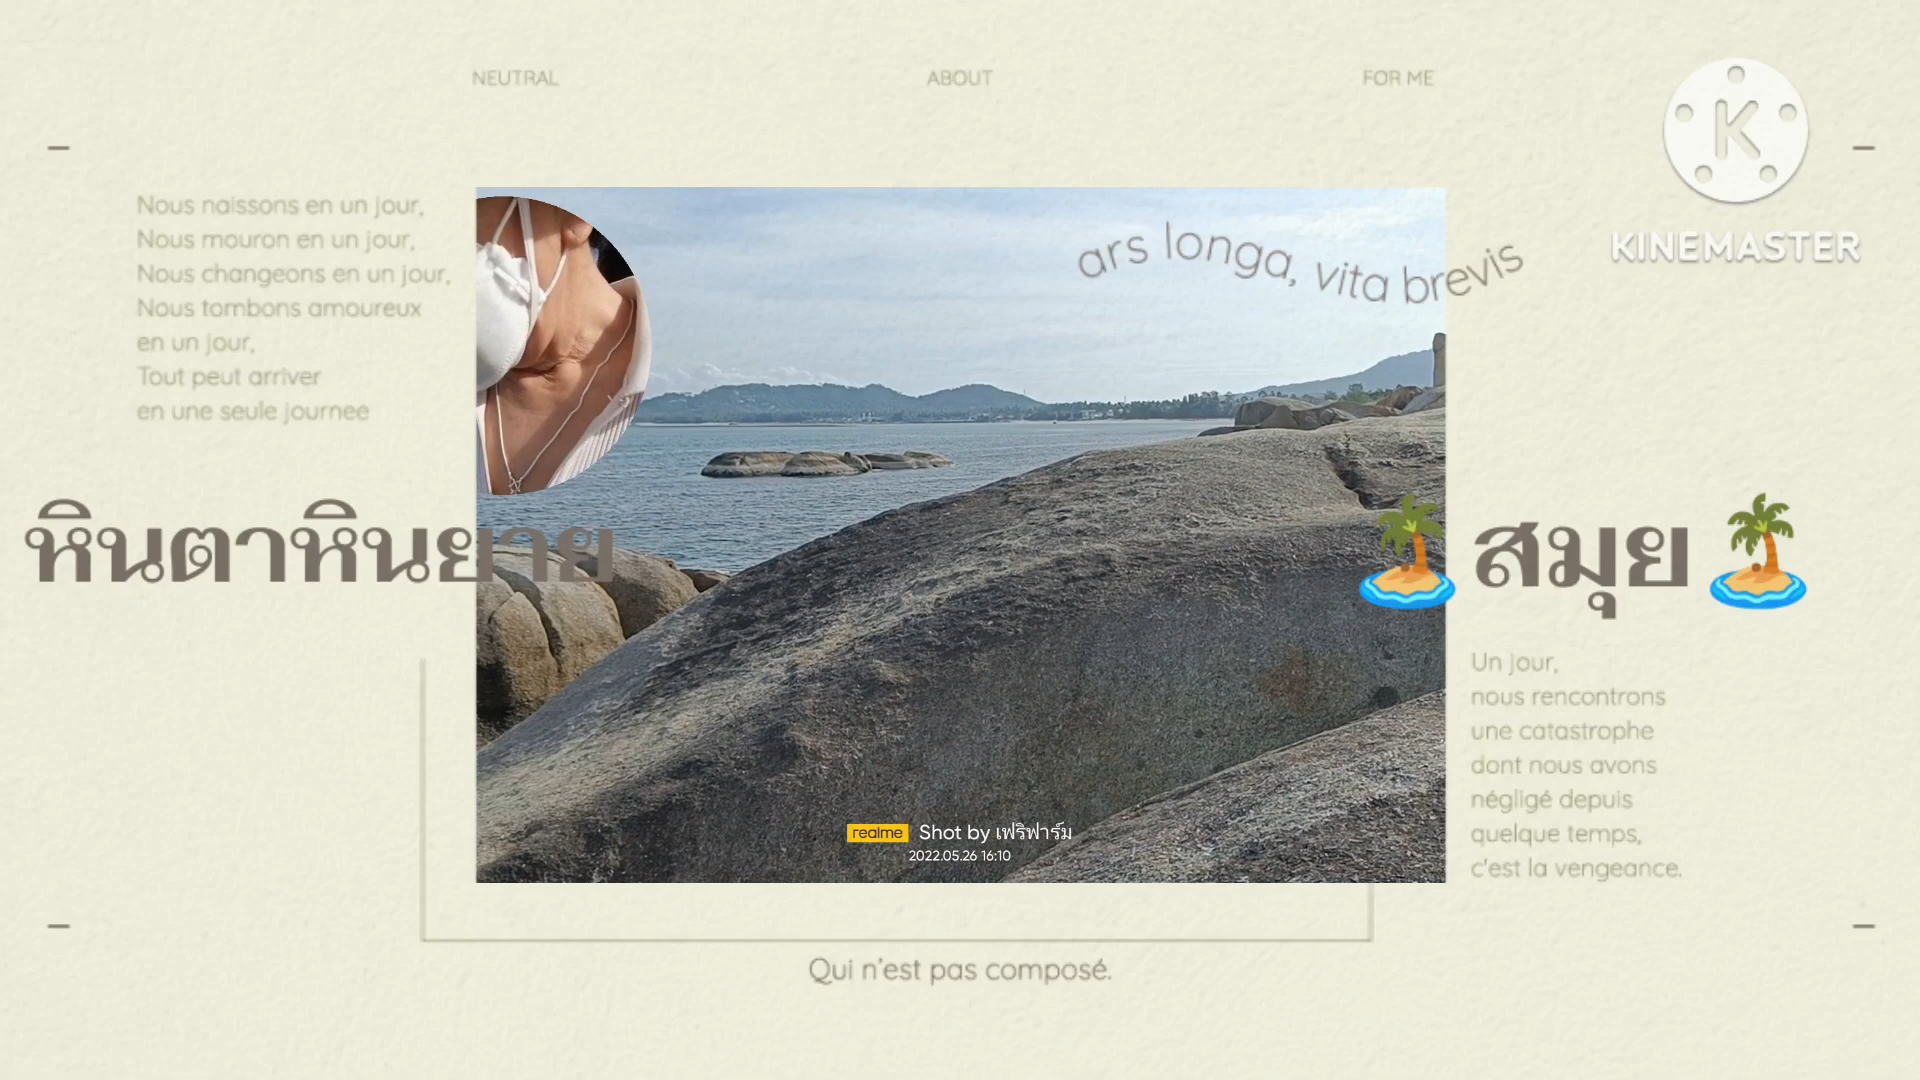 NEUTRAL
ABOUT
FOR ME
K
KINEMASTER
Nous naissons en un jour,
Nous mouron en un jour,
Nous changeons en un jour,
Nous tombons amoureux
en un jour,
Tout peut arriver
en une seule journee
ars longa, vita brevis
หินตาหินยาย
🏝️สมุย🏝️
Un jour,
nous rencontrons
une catastrophe
dont nous avons
négligé depuis
quelque temps,
c'est la vengeance.
realme Shot by เฟริฟาร์ม
2022.05.26 16:10
Qui n'est pas composé.